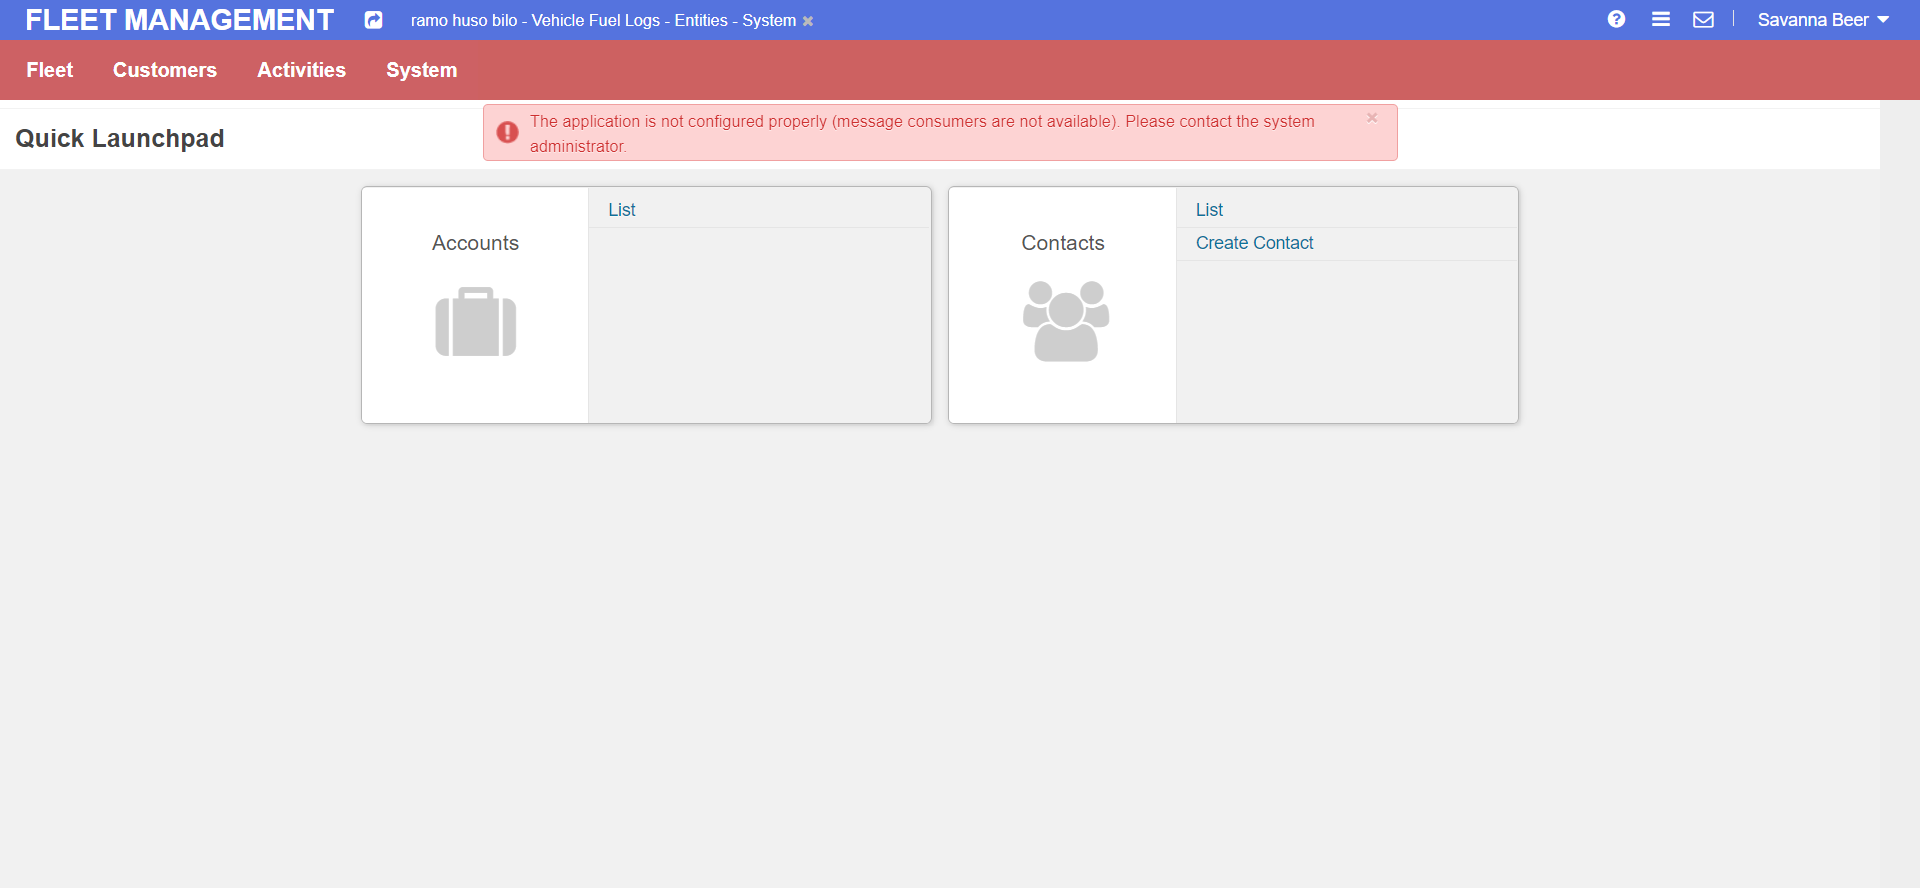 FLEET MANAGEMENT
ramo huso bilo - Vehicle Fuel Logs - Entities - System
Savanna Beer
Fleet
Customers
Activities
System
The application is not configured properly (message consumers are not available). Please contact the system
administrator.
Quick Launchpad
Accounts
List
Contacts
List
Create Contact